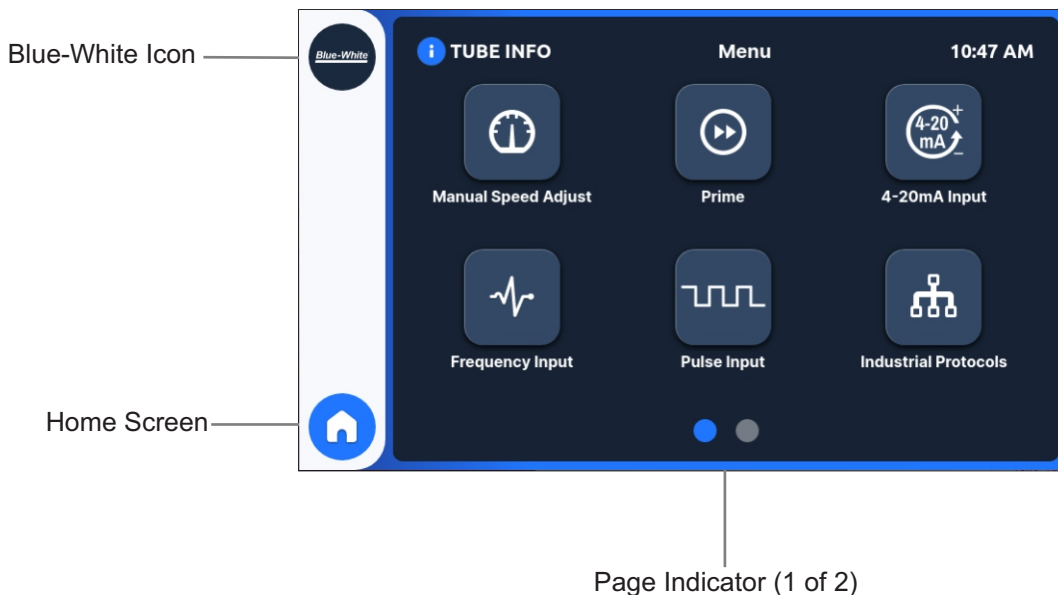 Blue-White Icon
Blue-White
i TUBE INFO
Menu
10:47 AM
4-20 mA + −
Manual Speed Adjust
Prime
4-20mA Input
Frequency Input
Pulse Input
Industrial Protocols
Home Screen
Page Indicator (1 of 2)